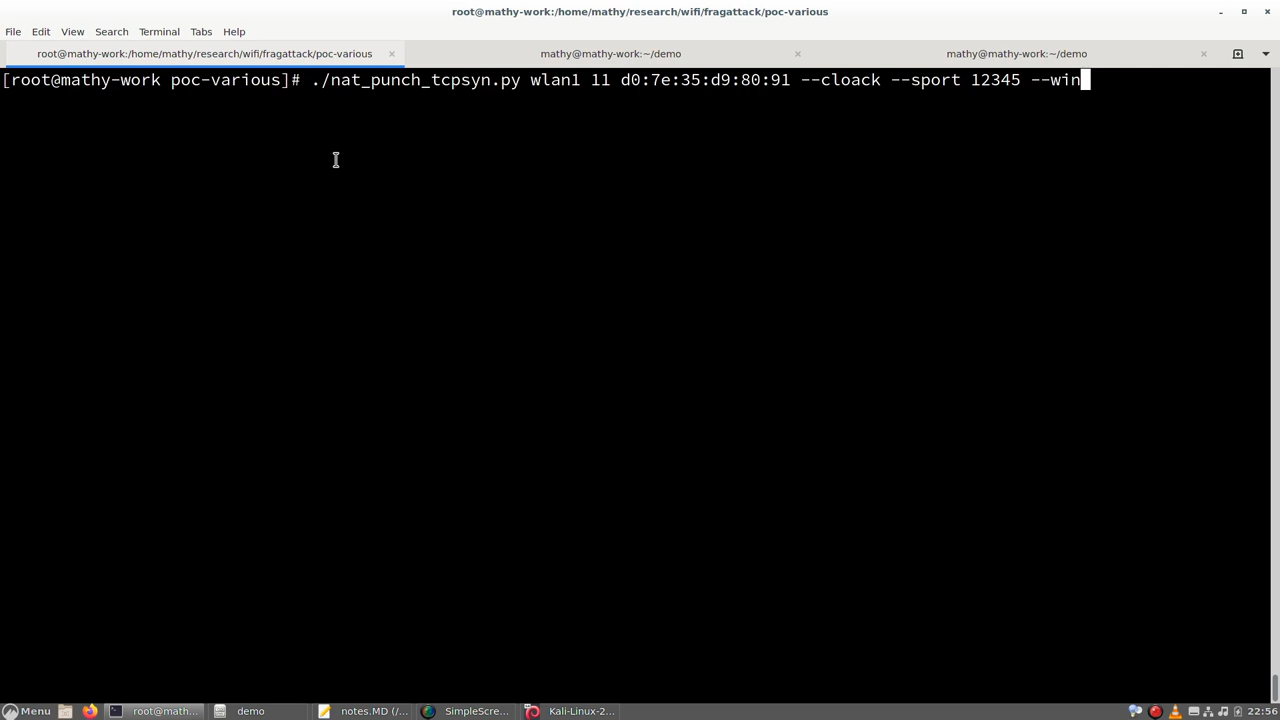 root@mathy-work:/home/mathy/research/wifi/fragattack/poc-various
File Edit View Search Terminal Tabs Help
root@mathy-work:/home/mathy/research/wifi/fragattack/poc-various × mathy@mathy-work:~/demo × mathy@mathy-work:~/demo ×
[root@mathy-work poc-various]# ./nat_punch_tcpsyn.py wlan1 11 d0:7e:35:d9:80:91 --cloack --sport 12345 --win
Menu root@math... demo notes.MD (/... SimpleScre... Kali-Linux-2... 22:56